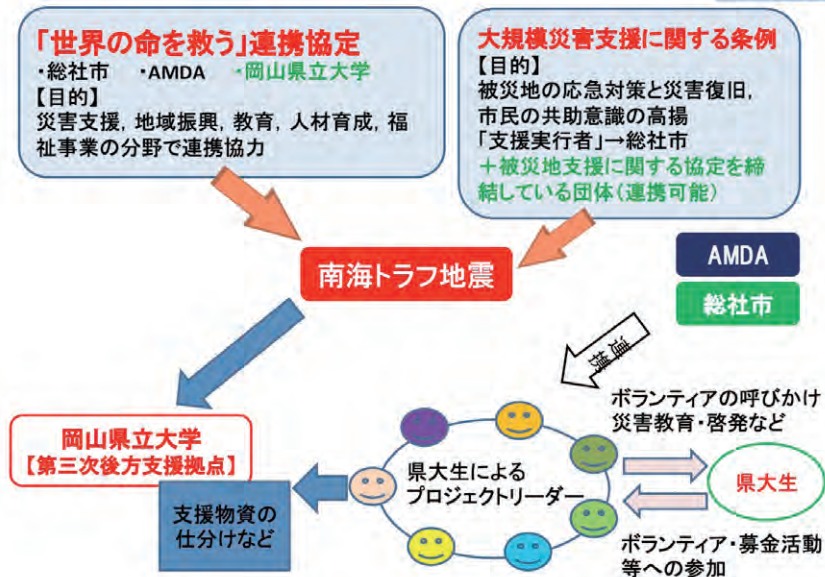 「世界の命を救う」連携協定
・総社市 ・AMDA ・岡山県立大学
【目的】
災害支援, 地域振興, 教育, 人材育成, 福
祉事業の分野で連携協力
大規模災害支援に関する条例
【目的】
被災地の応急対策と災害復旧,
市民の共助意識の高揚
「支援実行者」→総社市
＋被災地支援に関する協定を締
結している団体(連携可能)
南海トラフ地震
AMDA
総社市
連携
岡山県立大学
【第三次後方支援拠点】
支援物資の
仕分けなど
県大生による
プロジェクトリーダー
ボランティアの呼びかけ
災害教育・啓発など
県大生
ボランティア・募金活動
等への参加